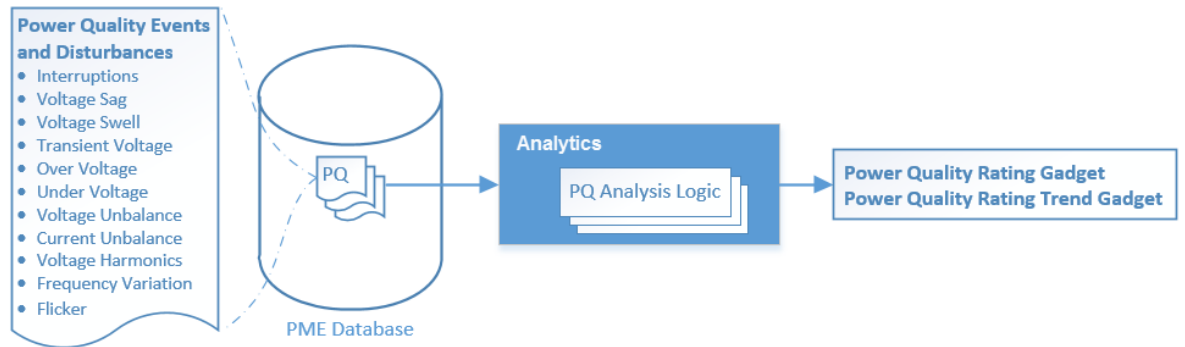 Power Quality Events
and Disturbances
• Interruptions
• Voltage Sag
• Voltage Swell
• Transient Voltage
• Over Voltage
• Under Voltage
• Voltage Unbalance
• Current Unbalance
• Voltage Harmonics
• Frequency Variation
• Flicker
PQ
PME Database
Analytics
PQ Analysis Logic
Power Quality Rating Gadget
Power Quality Rating Trend Gadget